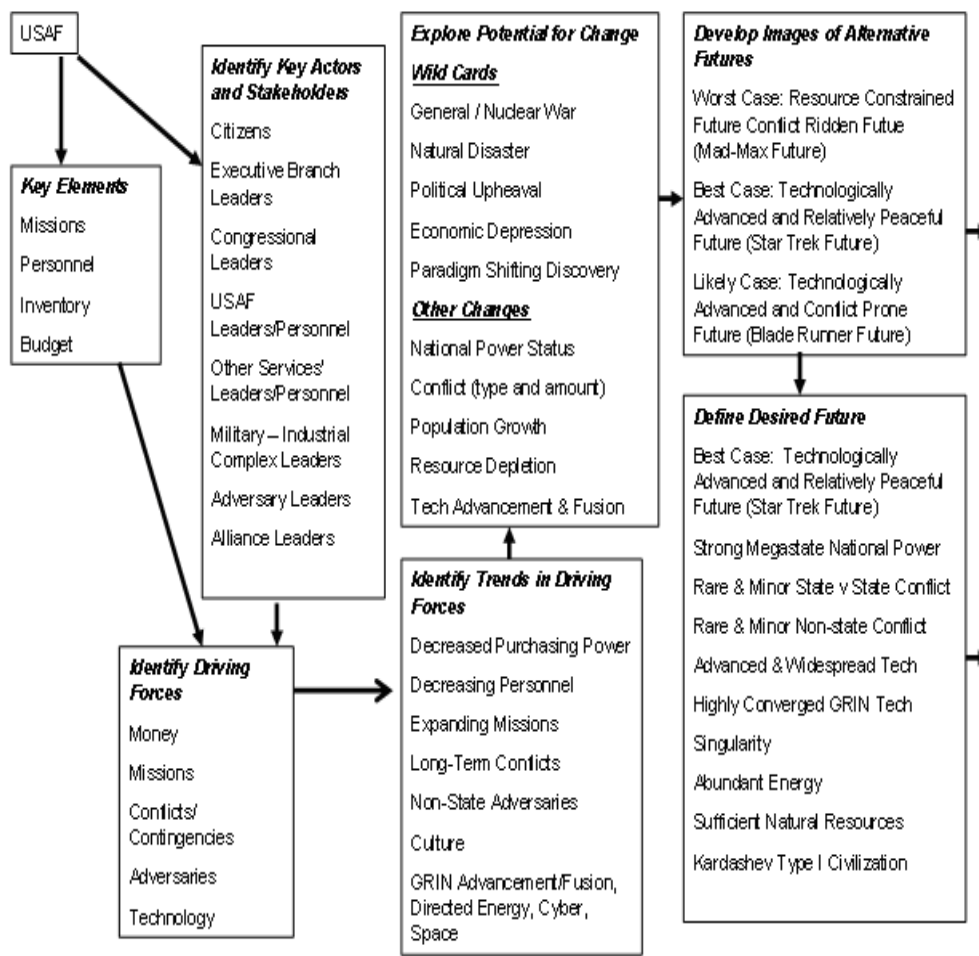 USAF
Key Elements
Missions
Personnel
Inventory
Budget
Identify Key Actors
and Stakeholders
Citizens
Executive Branch
Leaders
Congressional
Leaders
USAF
Leaders/Personnel
Other Services'
Leaders/Personnel
Military – Industrial
Complex Leaders
Adversary Leaders
Alliance Leaders
Identify Driving
Forces
Money
Missions
Conflicts/
Contingencies
Adversaries
Technology
Identify Trends in Driving
Forces
Decreased Purchasing Power
Decreasing Personnel
Expanding Missions
Long-Term Conflicts
Non-State Adversaries
Culture
GRIN Advancement/Fusion,
Directed Energy, Cyber,
Space
Explore Potential for Change
Wild Cards
General / Nuclear War
Natural Disaster
Political Upheaval
Economic Depression
Paradigm Shifting Discovery
Other Changes
National Power Status
Conflict (type and amount)
Population Growth
Resource Depletion
Tech Advancement & Fusion
Develop Images of Alternative
Futures
Worst Case: Resource Constrained
Future Conflict Ridden Futue
(Mad-Max Future)
Best Case: Technologically
Advanced and Relatively Peaceful
Future (Star Trek Future)
Likely Case: Technologically
Advanced and Conflict Prone
Future (Blade Runner Future)
Define Desired Future
Best Case: Technologically
Advanced and Relatively Peaceful
Future (Star Trek Future)
Strong Megastate National Power
Rare & Minor State v State Conflict
Rare & Minor Non-state Conflict
Advanced & Widespread Tech
Highly Converged GRIN Tech
Singularity
Abundant Energy
Sufficient Natural Resources
Kardashev Type I Civilization